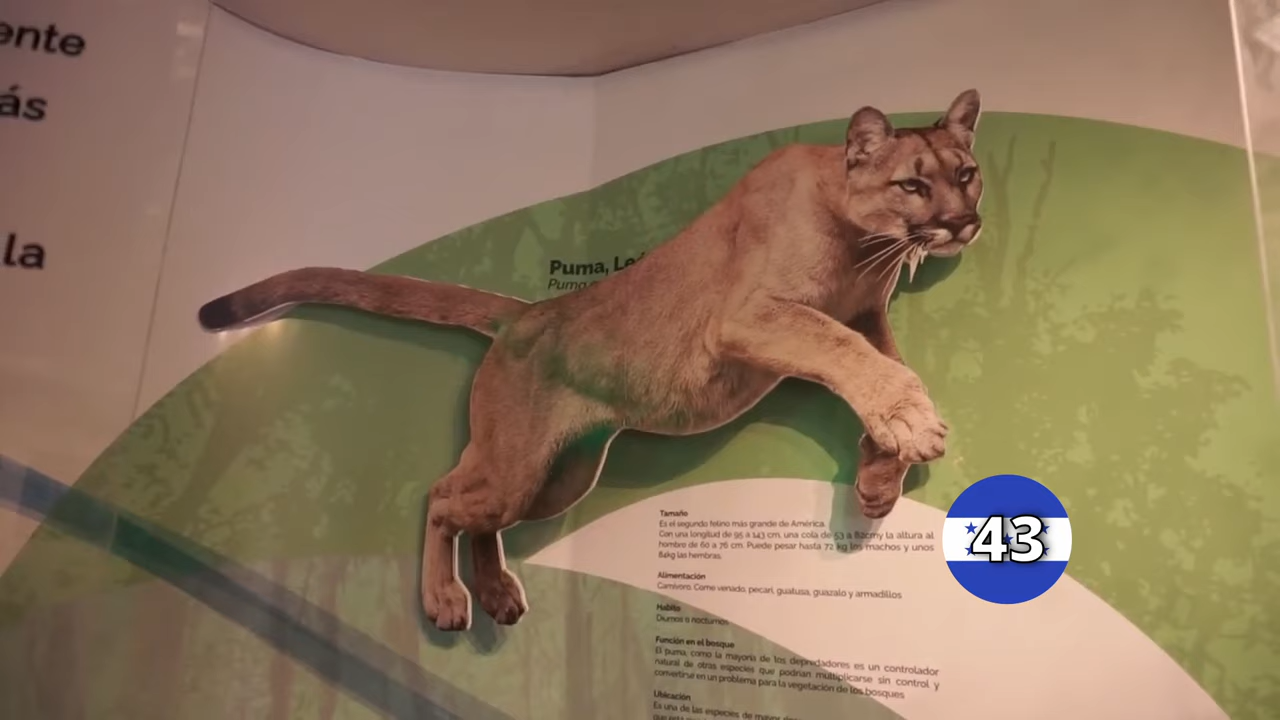 ente
ás
la
Puma, Le
Puma
43
Tamaño
Es el segundo felino más grande de América.
Con una longitud de 95 a 143 cm, una cola de 53 a 82cmy la altura al
hombro de 60 a 76 cm. Puede pesar hasta 72 kg los machos y unos
84kg las hembras.
Alimentación
Carnívoro. Come venado, pecarí, guatusa, guazalo y armadillos
Habito
Diurnos o nocturnos
Función en el bosque
El puma, como la mayoría de los depredadores es un controlador
natural de otras especies que podrían multiplicarse sin control y
convertirse en un problema para la vegetación de los bosques
Ubicación
Es una de las especies de mayor